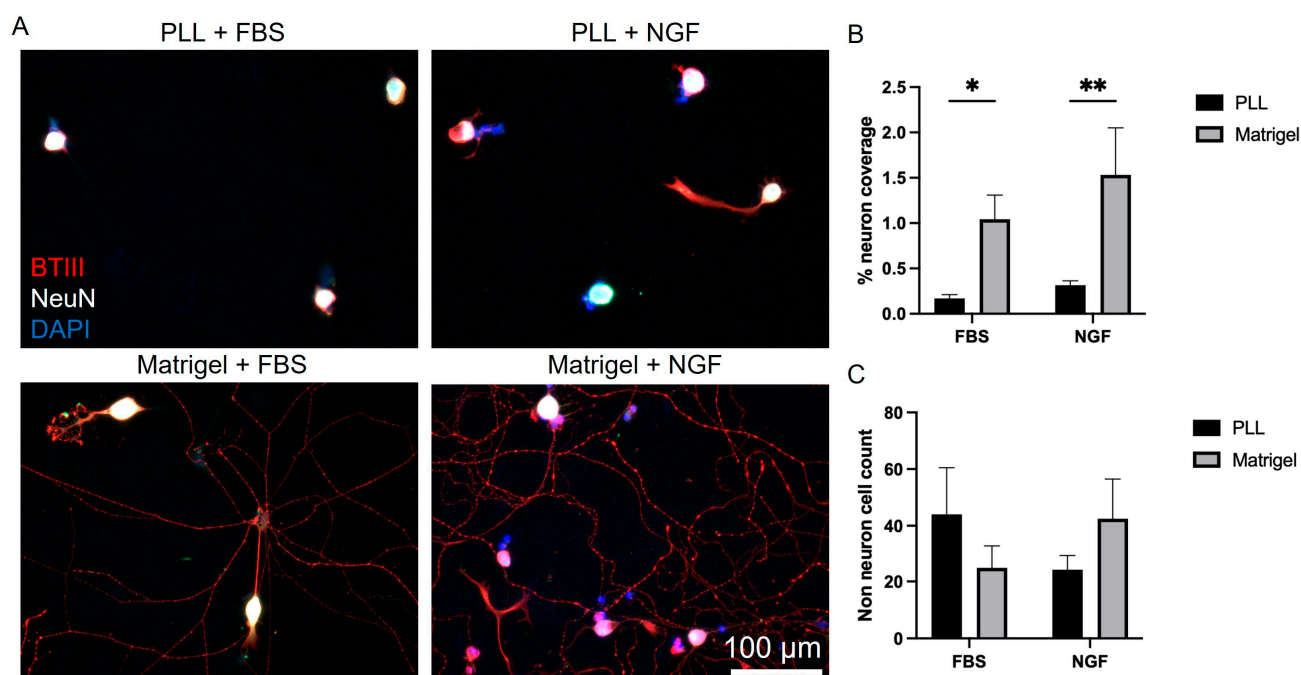 A
PLL + FBS
PLL + NGF
BTIII
NeuN
DAPI
Matrigel + FBS
Matrigel + NGF
100 µm
B
% neuron coverage
2.5
2.0
1.5
1.0
0.5
0.0
*
**
FBS
NGF
PLL
Matrigel
C
Non neuron cell count
80
60
40
20
0
FBS
NGF
PLL
Matrigel